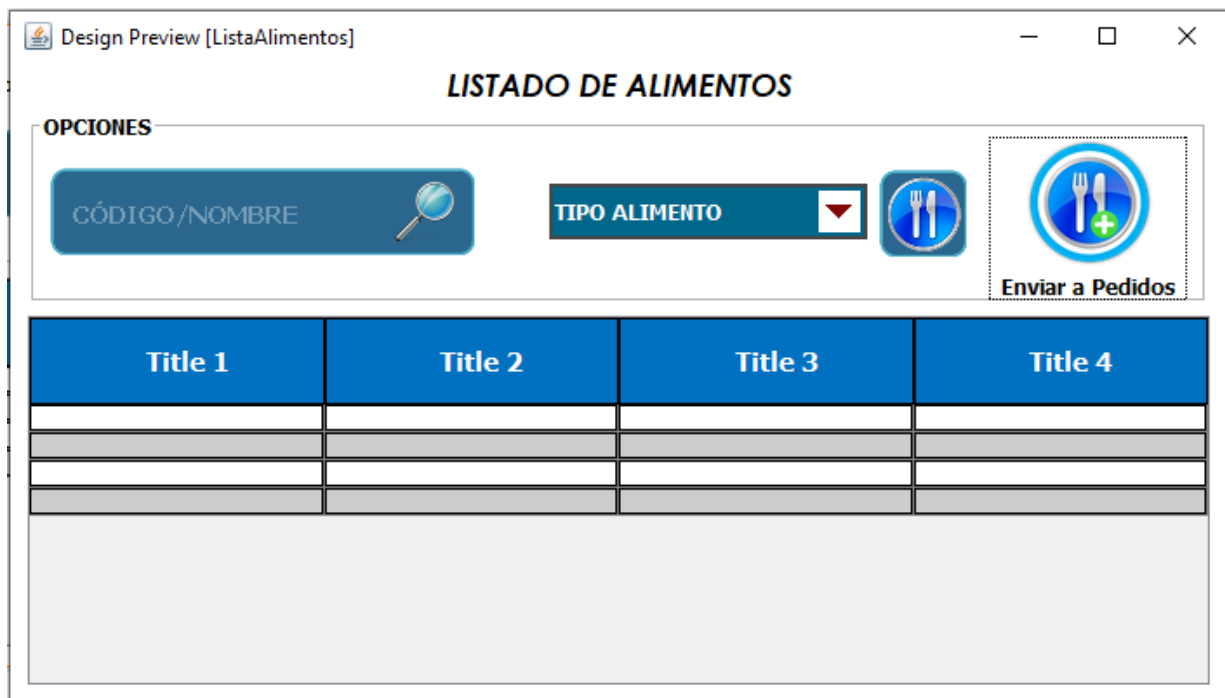 Design Preview [ListaAlimentos]
LISTADO DE ALIMENTOS
OPCIONES
CÓDIGO/NOMBRE
TIPO ALIMENTO
Enviar a Pedidos
Title 1 Title 2 Title 3 Title 4